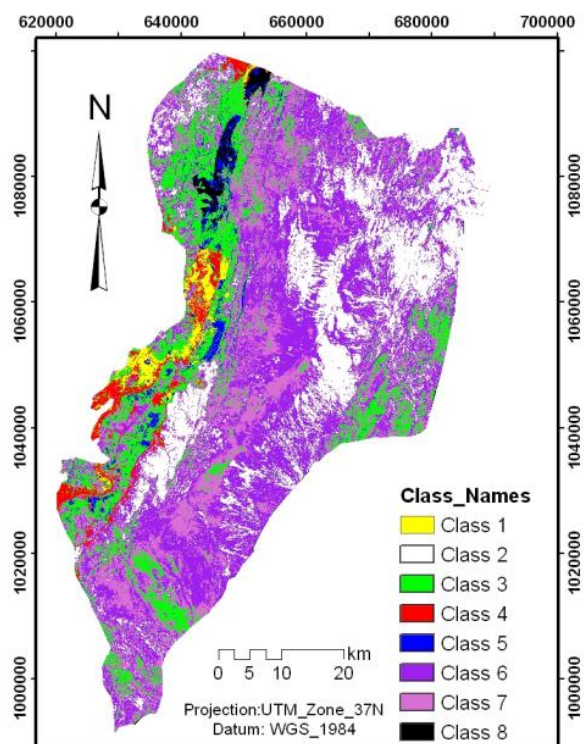 620000 640000 660000 680000 700000
N
1080000 1080000
1060000 1060000
1040000 1040000
1020000 1020000
1000000 1000000
Class_Names
Class 1
Class 2
Class 3
Class 4
Class 5
Class 6
Class 7
Class 8
0 5 10 20
km
Projection:UTM_Zone_37N
Datum: WGS_1984